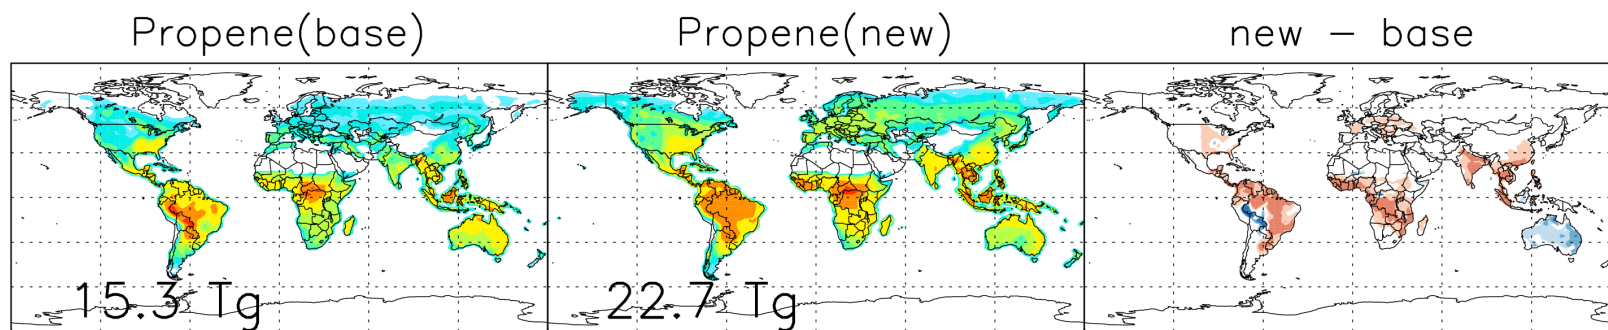 Propene(base)
Propene(new)
new − base
15.3 Tg
22.7 Tg